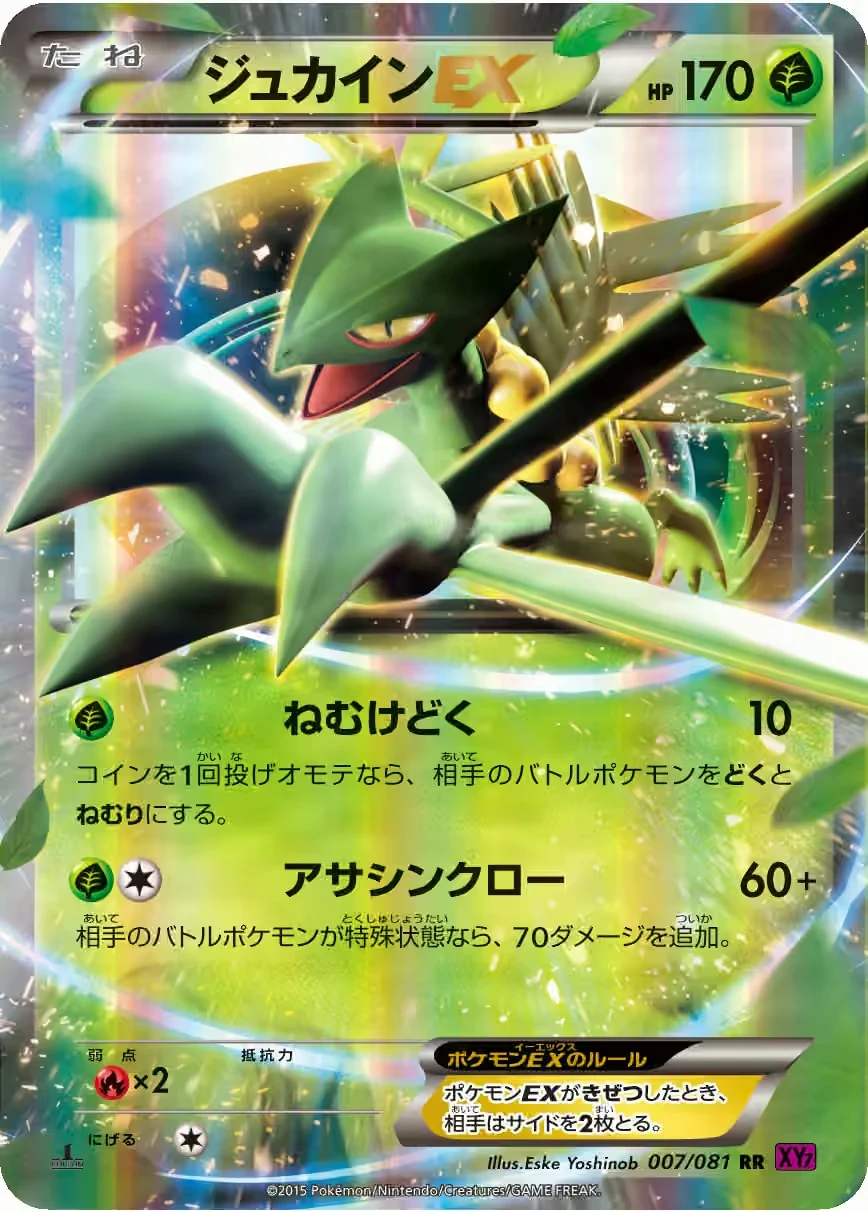 たね ジュカインEX HP170
ねむけどく 10
コインを1回投げオモテなら、相手のバトルポケモンをどくと
ねむりにする。
アサシンクロー 60+
相手のバトルポケモンが特殊状態なら、70ダメージを追加。
弱点 抵抗力
×2
にげる
ポケモンEXのルール
ポケモンEXがきぜつしたとき、
相手はサイドを2枚とる。
1 EDITION
Illus.Eske Yoshinob 007/081 RR XY7
©2015 Pokémon/Nintendo/Creatures/GAME FREAK.